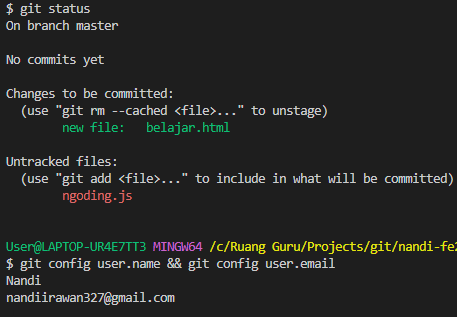 $ git status
On branch master

No commits yet

Changes to be committed:
  (use "git rm --cached <file>..." to unstage)
        new file:   belajar.html

Untracked files:
  (use "git add <file>..." to include in what will be committed)
        ngoding.js


User@LAPTOP-UR4E7TT3 MINGW64 /c/Ruang Guru/Projects/git/nandi-fe2
$ git config user.name && git config user.email
Nandi
nandiirawan327@gmail.com